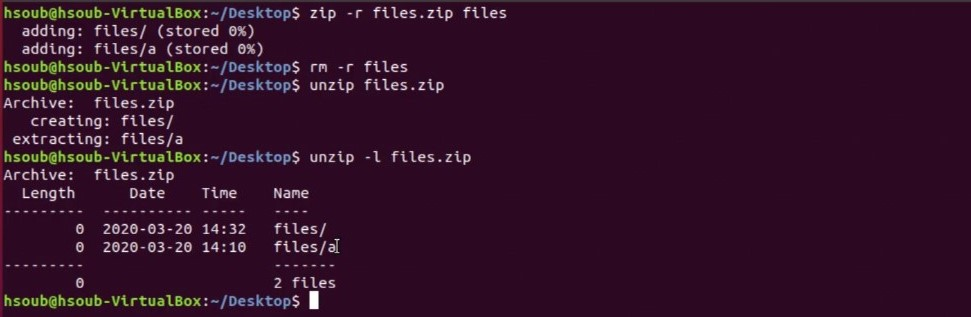 hsoub@hsoub-VirtualBox:~/Desktop$ zip -r files.zip files
  adding: files/ (stored 0%)
  adding: files/a (stored 0%)
hsoub@hsoub-VirtualBox:~/Desktop$ rm -r files
hsoub@hsoub-VirtualBox:~/Desktop$ unzip files.zip
Archive:  files.zip
   creating: files/
 extracting: files/a
hsoub@hsoub-VirtualBox:~/Desktop$ unzip -l files.zip
Archive:  files.zip
  Length      Date    Time    Name
---------  ---------- -----   ----
        0  2020-03-20 14:32   files/
        0  2020-03-20 14:10   files/a
---------                     -------
        0                     2 files
hsoub@hsoub-VirtualBox:~/Desktop$